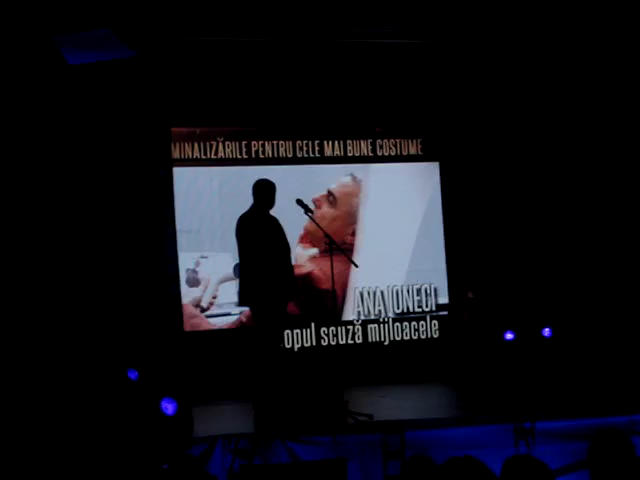 MINALIZĂRILE PENTRU CELE MAI BUNE COSTUME
ANA IONECI
opul scuză mijloacele